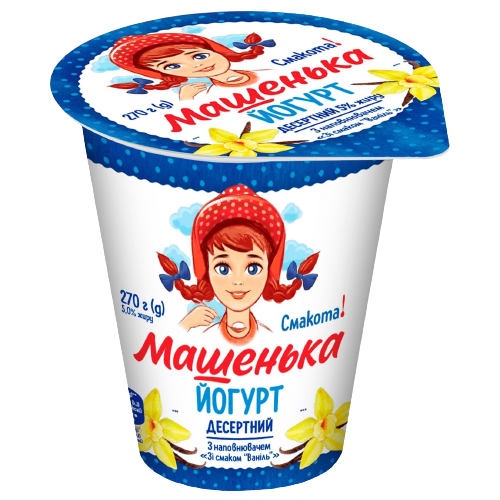 270 г (g)
Смакота!
Машенька
ЙОГУРТ
ДЕСЕРТНИЙ 5% жиру
З наповнювачем
«Зі смаком "Ваніль"»
270 г (g)
5,0% жиру
Смакота!
Машенька
ЙОГУРТ
ДЕСЕРТНИЙ
З наповнювачем
«Зі смаком "Ваніль"»